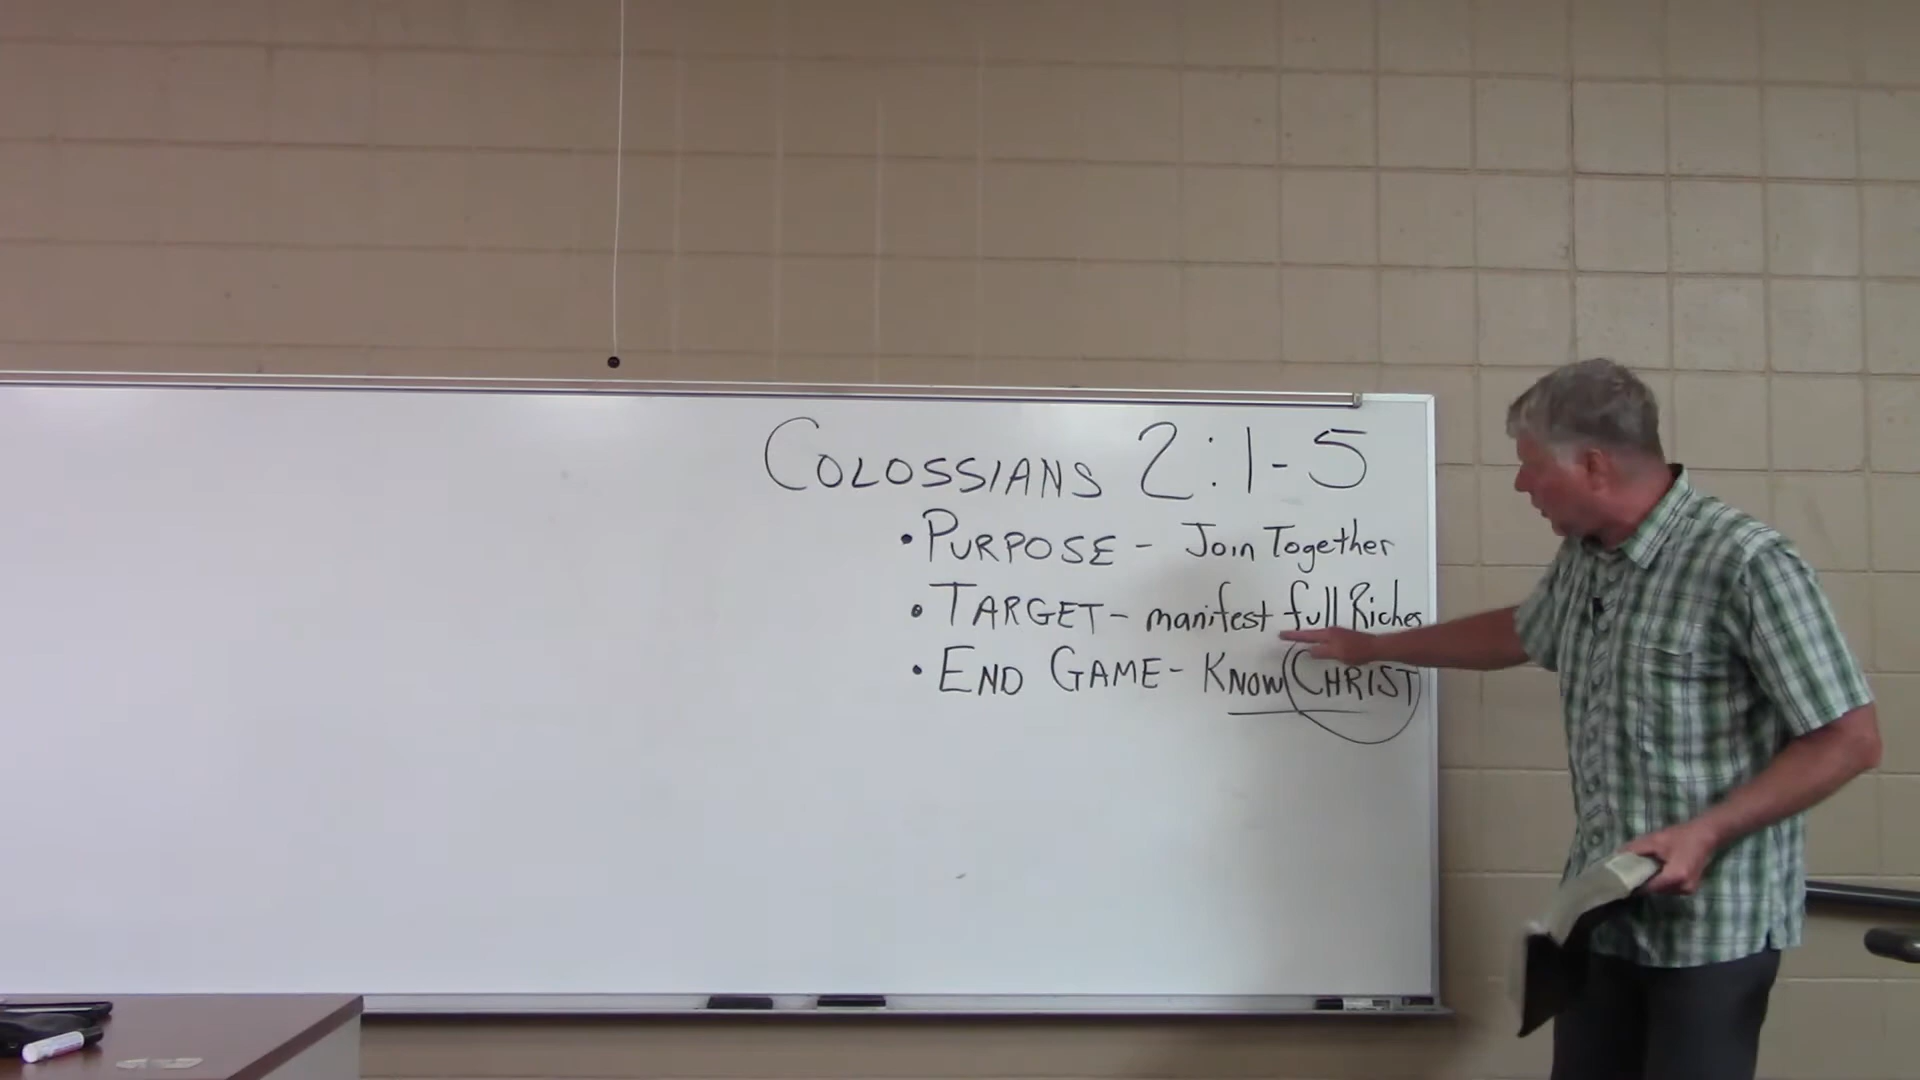 COLOSSIANS 2:1-5
• PURPOSE - Join Together
• TARGET - manifest full Riches
• END GAME - KNOW CHRIST